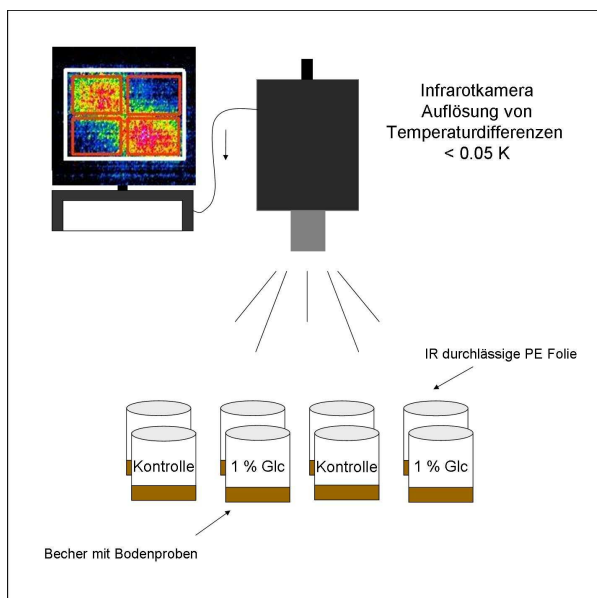 Infrarotkamera
Auflösung von
Temperaturdifferenzen
< 0.05 K
IR durchlässige PE Folie
Kontrolle
1 % Glc
Kontrolle
1 % Glc
Becher mit Bodenproben